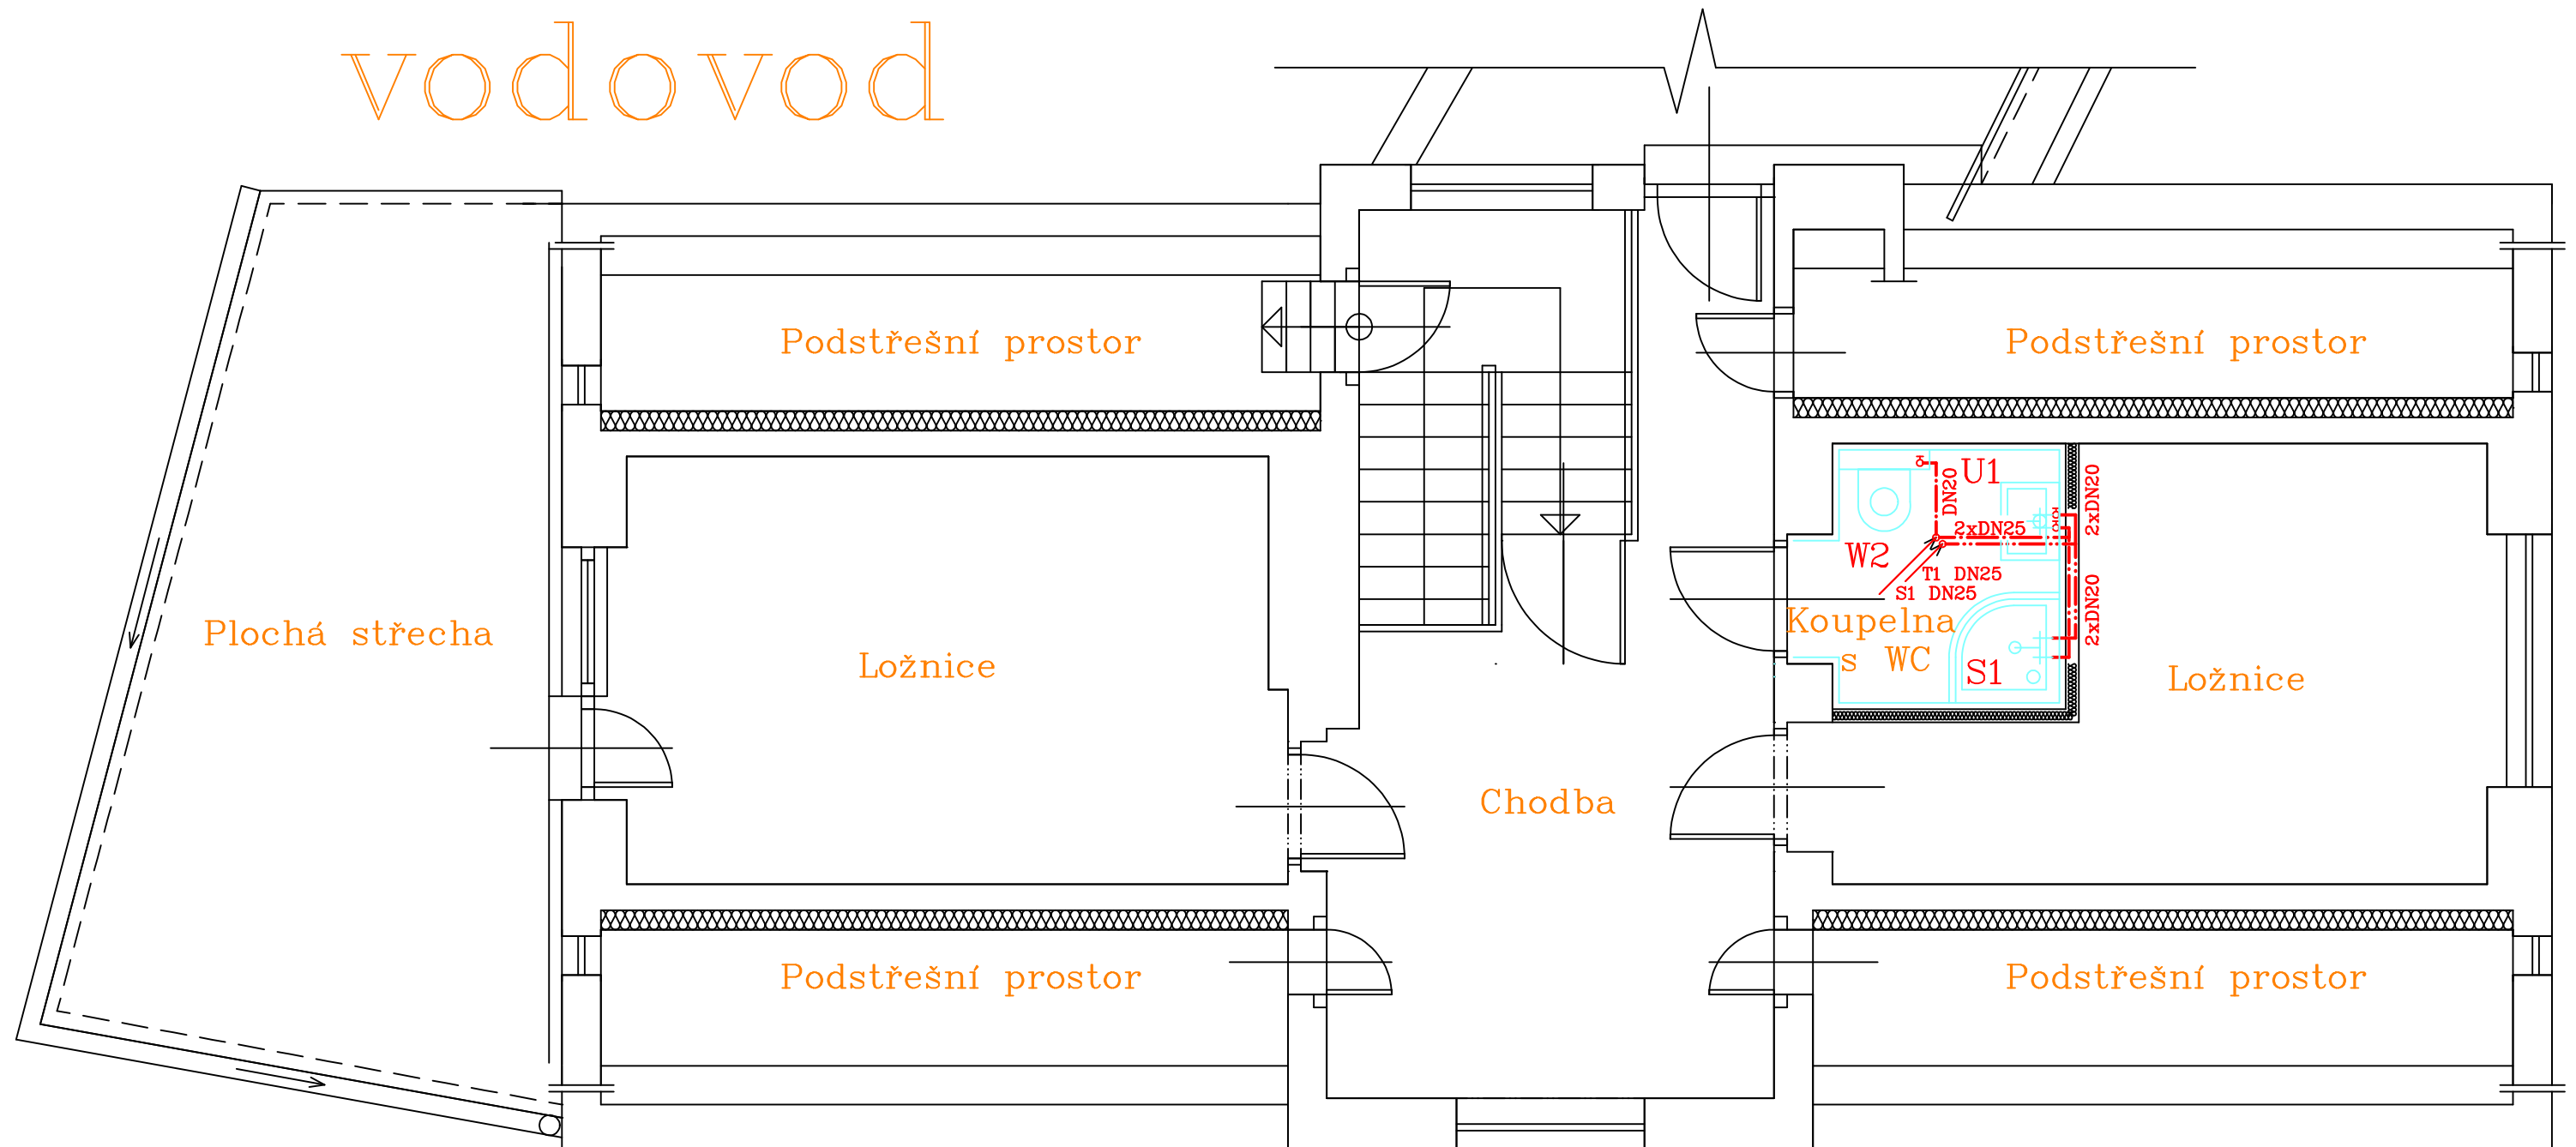 vodovod
Podstřešní prostor
Podstřešní prostor
U1
DN20
2xDN20
2xDN25
W2
T1 DN25
S1 DN25
2xDN20
Koupelna
s WC
S1
Plochá střecha
Ložnice
Ložnice
Chodba
Podstřešní prostor
Podstřešní prostor